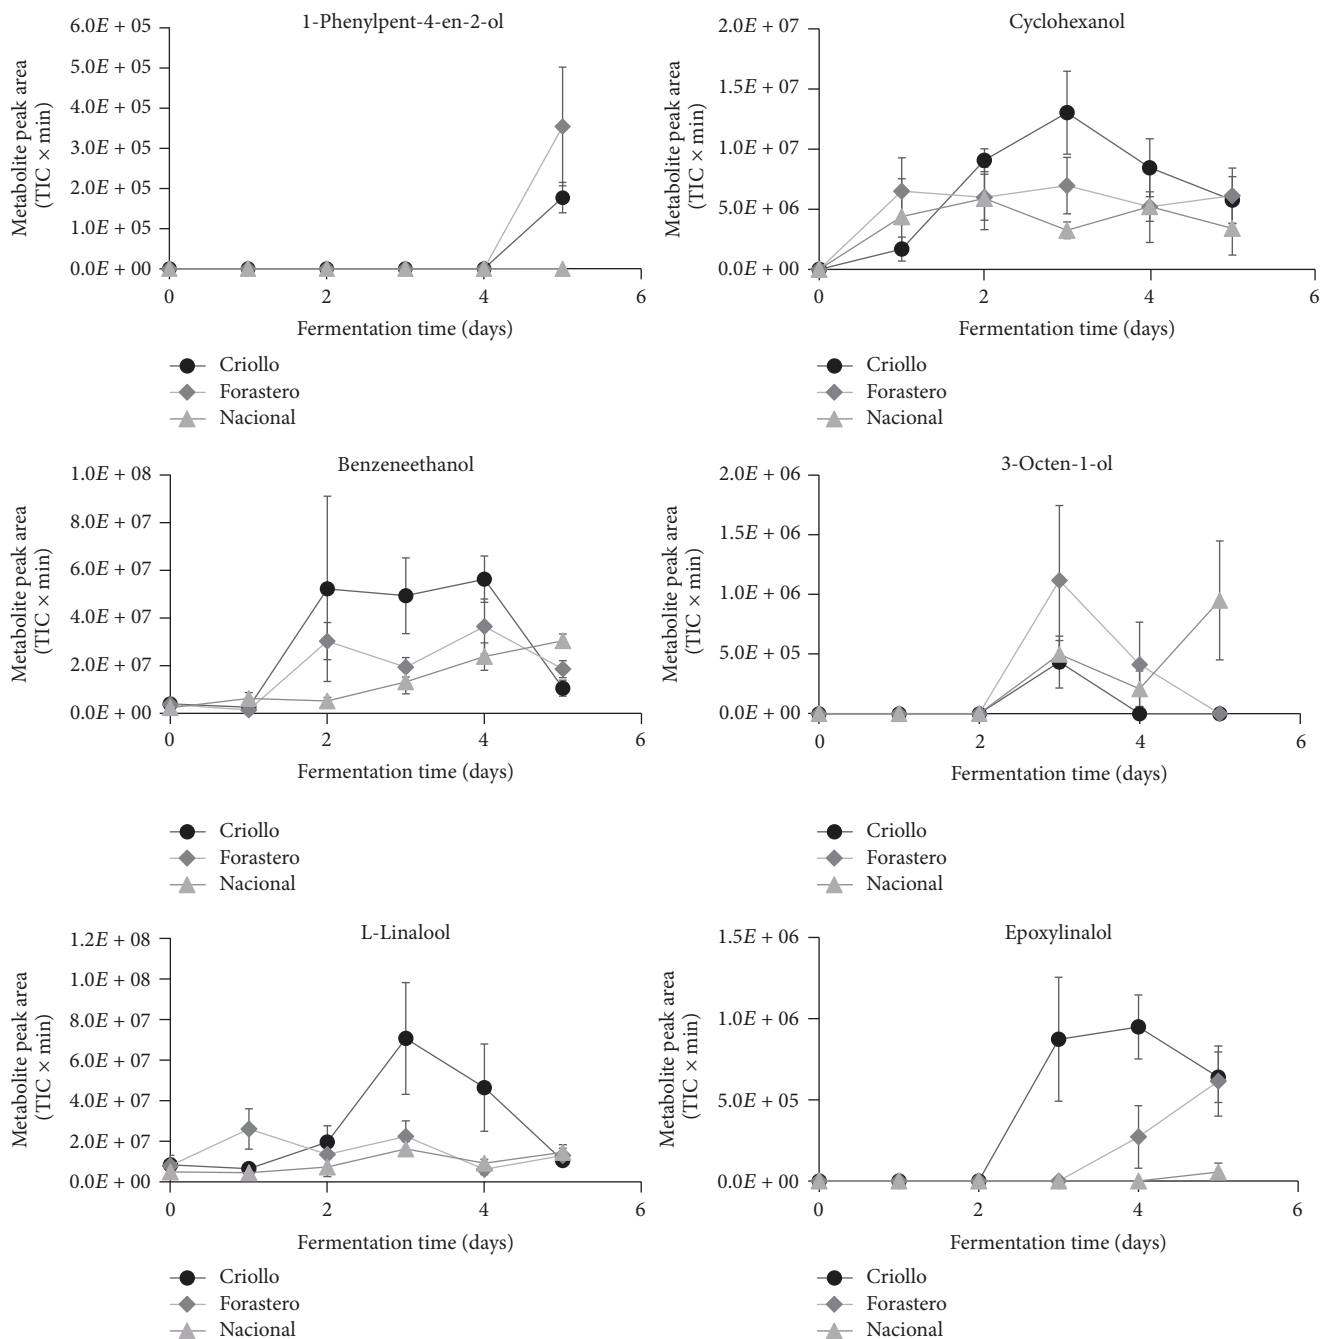 1-Phenylpent-4-en-2-ol
Metabolite peak area
(TIC × min)
6.0E + 05
5.0E + 05
4.0E + 05
3.0E + 05
2.0E + 05
1.0E + 05
0.0E + 00
0 2 4 6
Fermentation time (days)
Criollo
Forastero
Nacional
Cyclohexanol
Metabolite peak area
(TIC × min)
2.0E + 07
1.5E + 07
1.0E + 07
5.0E + 06
0.0E + 00
0 2 4 6
Fermentation time (days)
Criollo
Forastero
Nacional
Benzeneethanol
Metabolite peak area
(TIC × min)
1.0E + 08
8.0E + 07
6.0E + 07
4.0E + 07
2.0E + 07
0.0E + 00
0 2 4 6
Fermentation time (days)
Criollo
Forastero
Nacional
3-Octen-1-ol
Metabolite peak area
(TIC × min)
2.0E + 06
1.5E + 06
1.0E + 06
5.0E + 05
0.0E + 00
0 2 4 6
Fermentation time (days)
Criollo
Forastero
Nacional
L-Linalool
Metabolite peak area
(TIC × min)
1.2E + 08
1.0E + 08
8.0E + 07
6.0E + 07
4.0E + 07
2.0E + 07
0.0E + 00
0 2 4 6
Fermentation time (days)
Criollo
Forastero
Nacional
Epoxylinalol
Metabolite peak area
(TIC × min)
1.5E + 06
1.0E + 06
5.0E + 05
0.0E + 00
0 2 4 6
Fermentation time (days)
Criollo
Forastero
Nacional